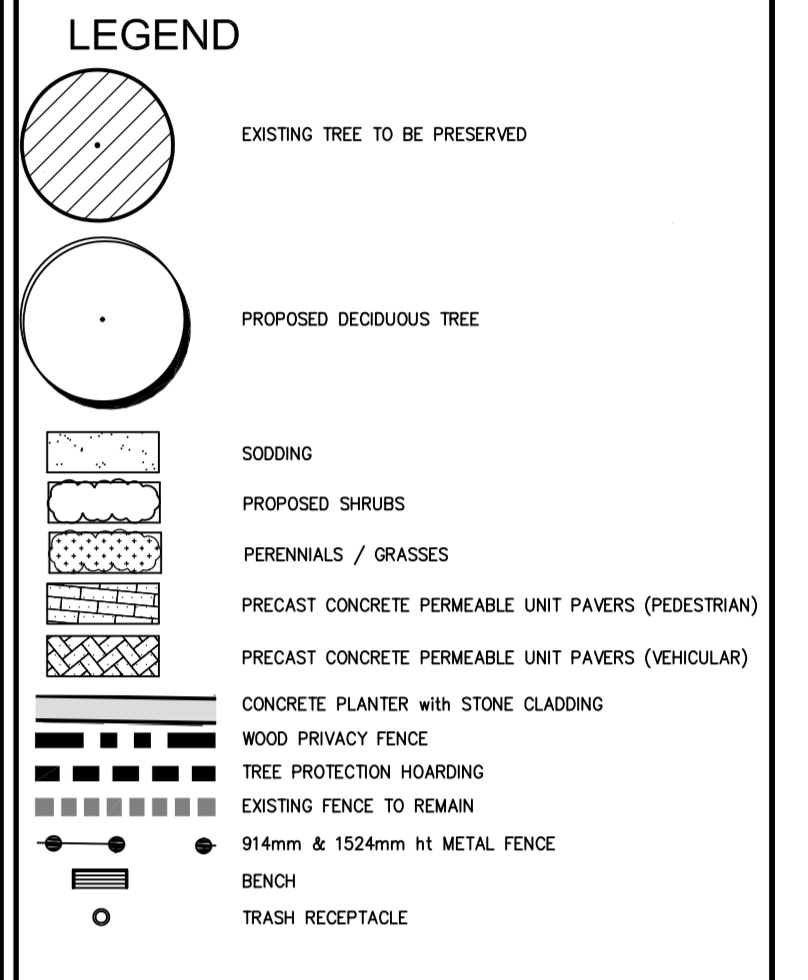 LEGEND
EXISTING TREE TO BE PRESERVED
PROPOSED DECIDUOUS TREE
SODDING
PROPOSED SHRUBS
PERENNIALS / GRASSES
PRECAST CONCRETE PERMEABLE UNIT PAVERS (PEDESTRIAN)
PRECAST CONCRETE PERMEABLE UNIT PAVERS (VEHICULAR)
CONCRETE PLANTER with STONE CLADDING
WOOD PRIVACY FENCE
TREE PROTECTION HOARDING
EXISTING FENCE TO REMAIN
914mm & 1524mm ht METAL FENCE
BENCH
TRASH RECEPTACLE